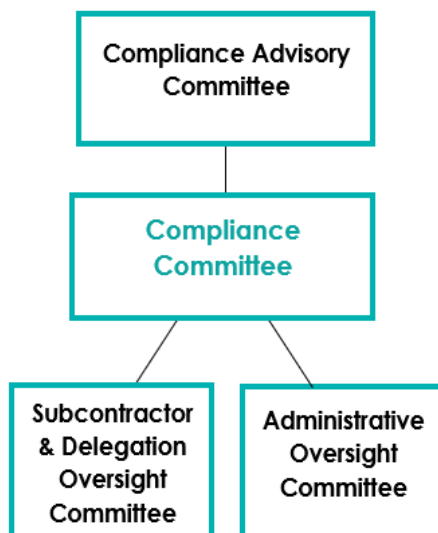 Compliance Advisory
Committee
Compliance
Committee
Subcontractor
& Delegation
Oversight
Committee
Administrative
Oversight
Committee